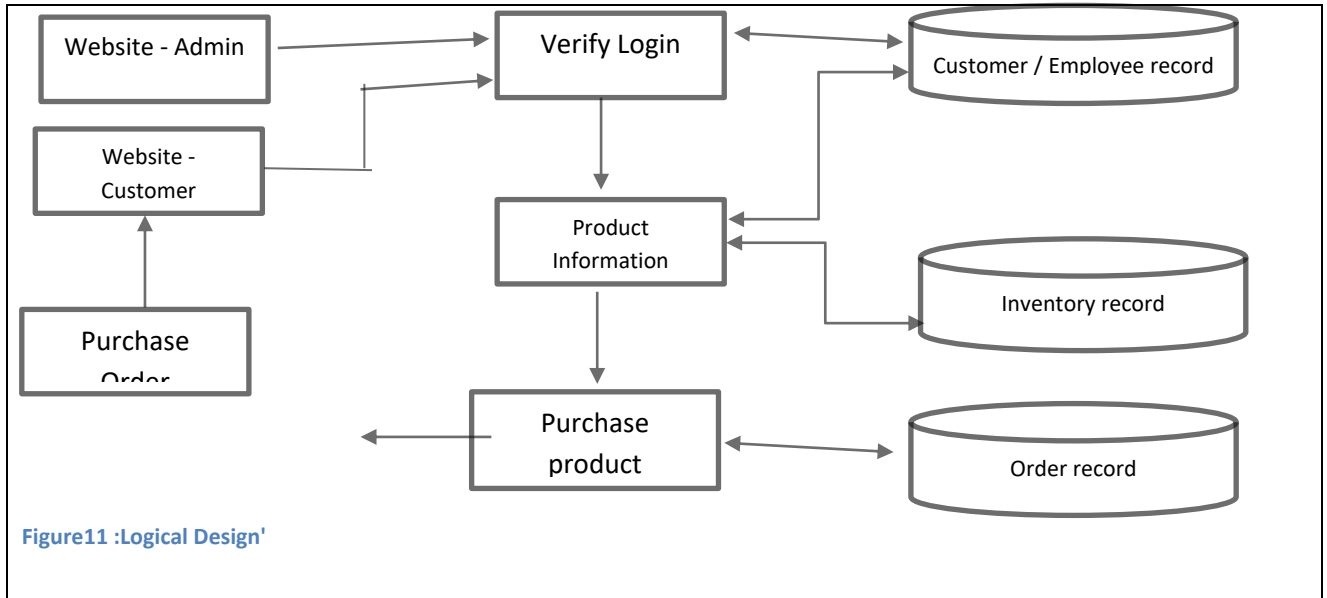 Website - Admin
Verify Login
Customer / Employee record
Website -
Customer
Product
Information
Inventory record
Purchase
Order
Purchase
product
Order record
Figure11 :Logical Design'